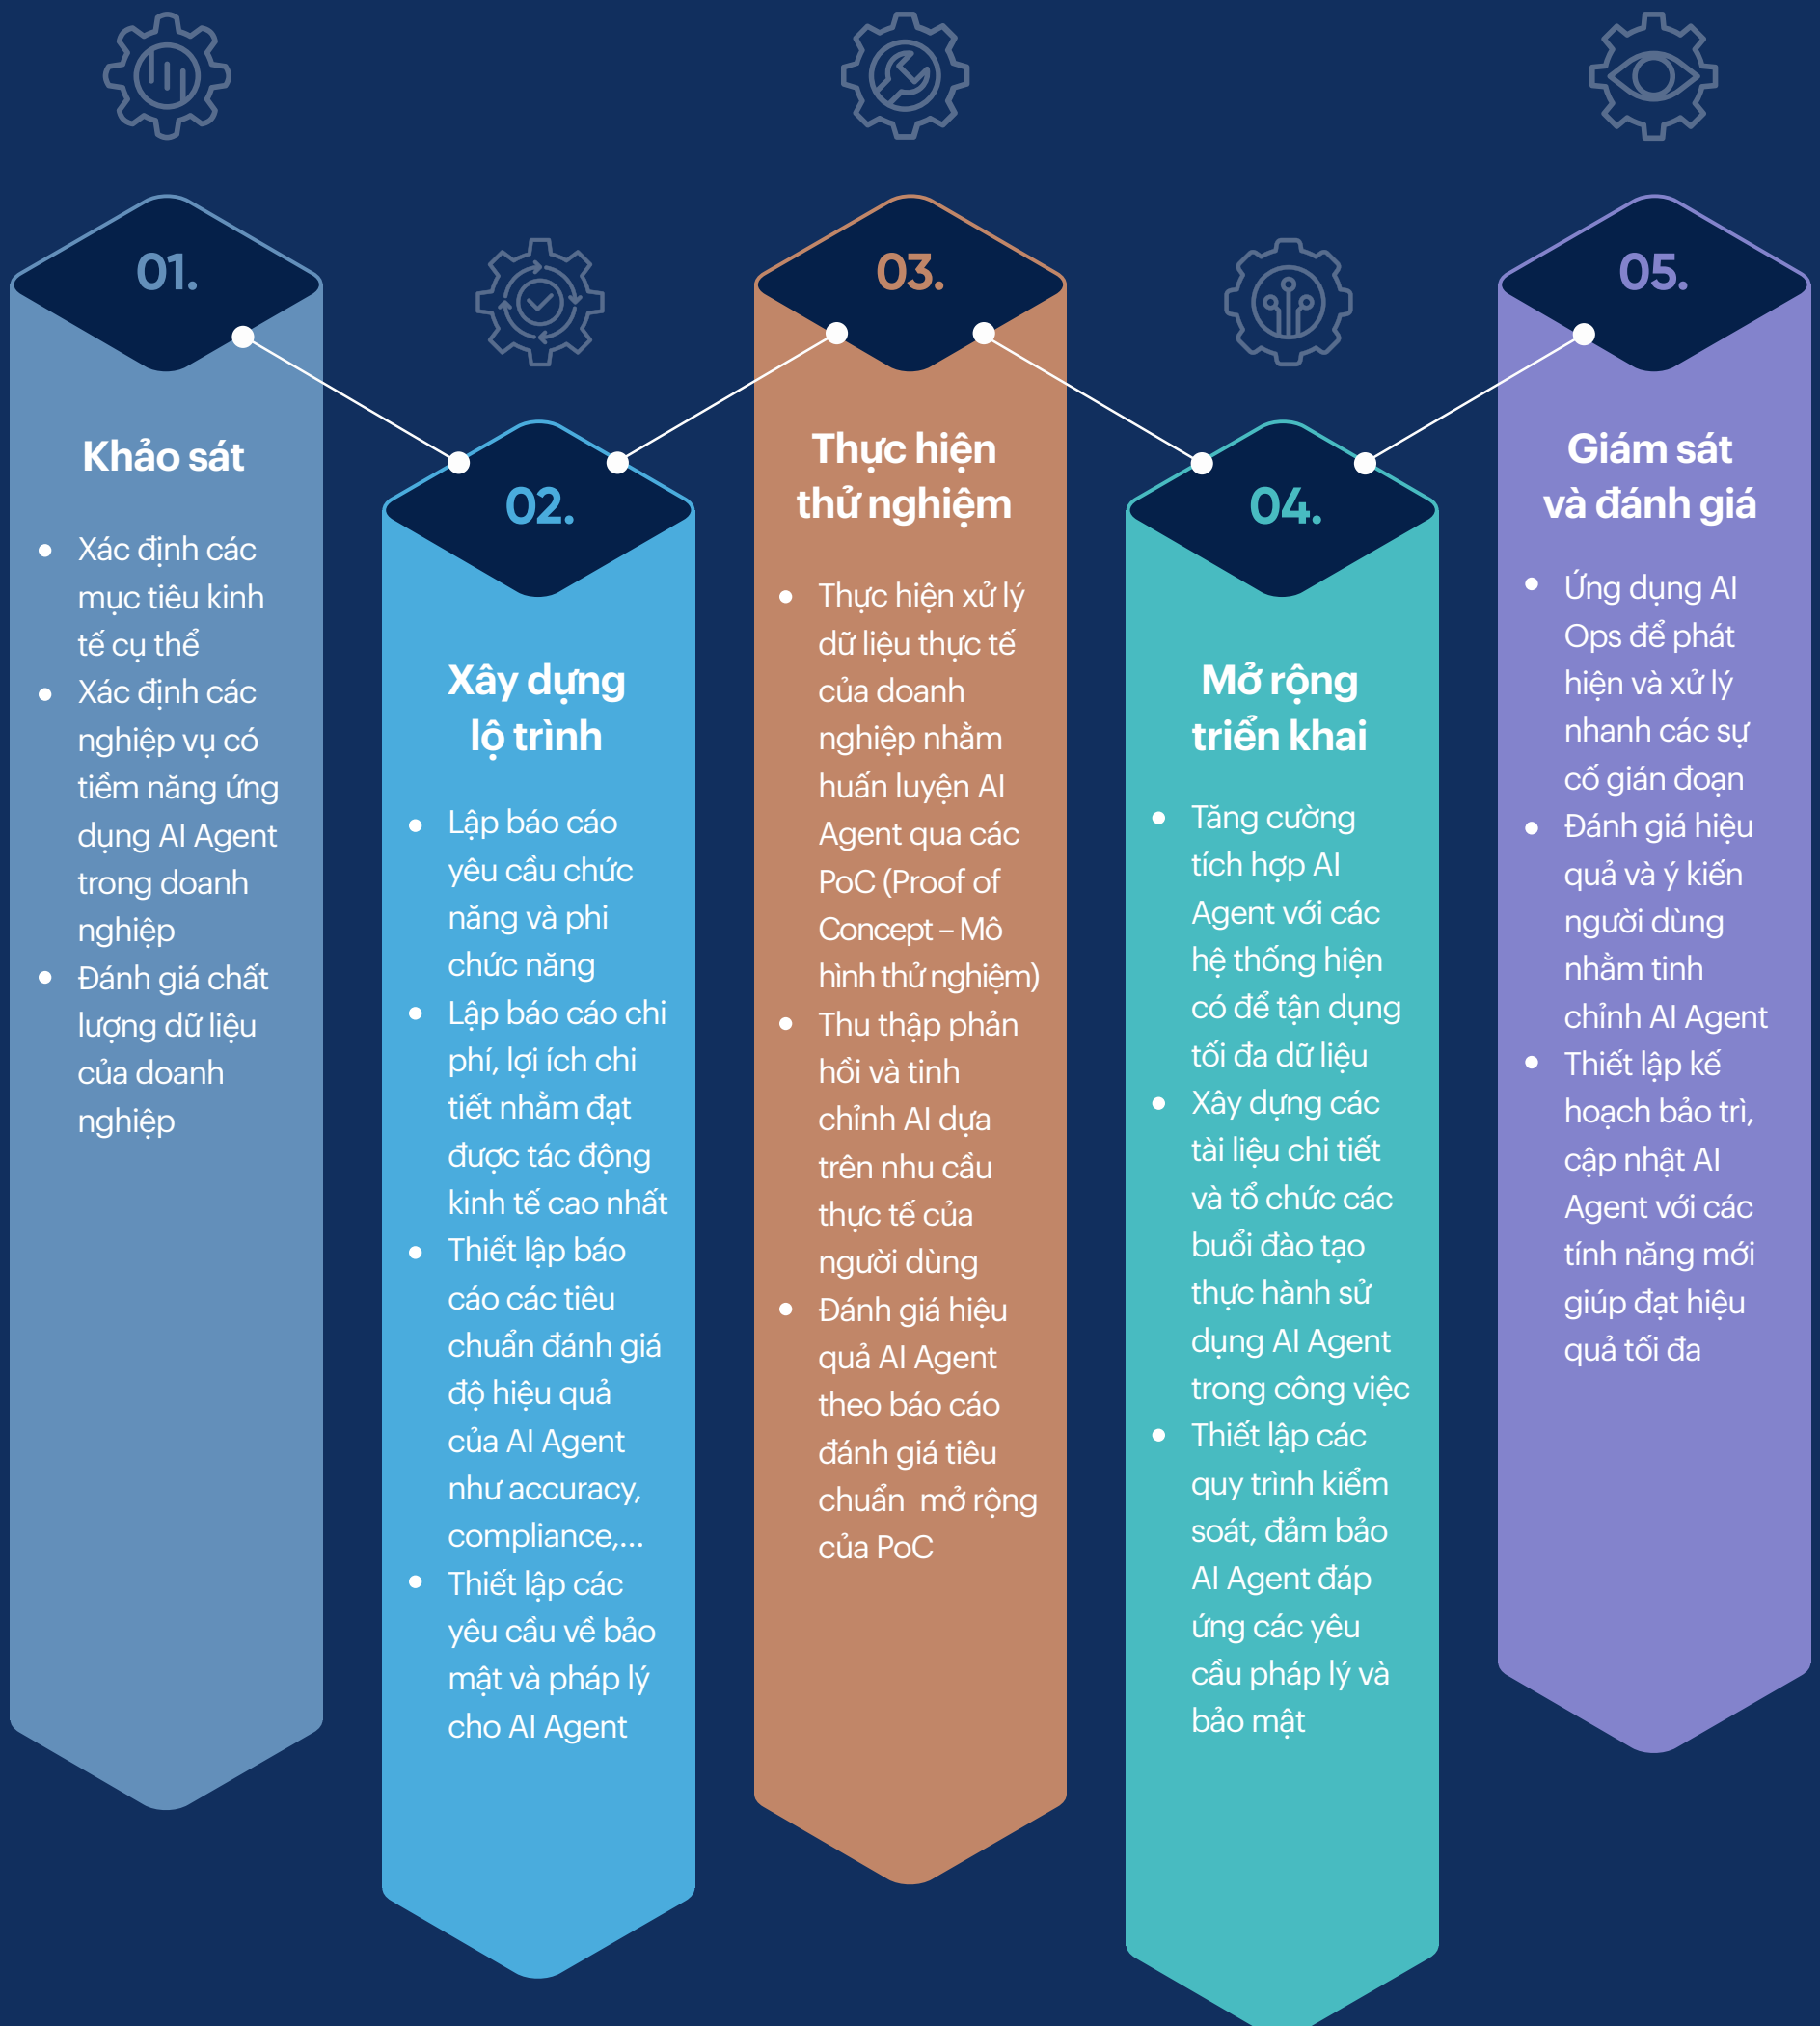 01.
Khảo sát
Xác định các
mục tiêu kinh
tế cụ thể
Xác định các
nghiệp vụ có
tiềm năng ứng
dụng AI Agent
trong doanh
nghiệp
Đánh giá chất
lượng dữ liệu
của doanh
nghiệp
02.
Xây dựng
lộ trình
Lập báo cáo
yêu cầu chức
năng và phi
chức năng
Lập báo cáo chi
phí, lợi ích chi
tiết nhằm đạt
được tác động
kinh tế cao nhất
Thiết lập báo
cáo các tiêu
chuẩn đánh giá
độ hiệu quả
của AI Agent
như accuracy,
compliance,...
Thiết lập các
yêu cầu về bảo
mật và pháp lý
cho AI Agent
03.
Thực hiện
thử nghiệm
Thực hiện xử lý
dữ liệu thực tế
của doanh
nghiệp nhằm
huấn luyện AI
Agent qua các
PoC (Proof of
Concept – Mô
hình thử nghiệm)
Thu thập phản
hồi và tinh
chỉnh AI dựa
trên nhu cầu
thực tế của
người dùng
Đánh giá hiệu
quả AI Agent
theo báo cáo
đánh giá tiêu
chuẩn mở rộng
của PoC
04.
Mở rộng
triển khai
Tăng cường
tích hợp AI
Agent với các
hệ thống hiện
có để tận dụng
tối đa dữ liệu
Xây dựng các
tài liệu chi tiết
và tổ chức các
buổi đào tạo
thực hành sử
dụng AI Agent
trong công việc
Thiết lập các
quy trình kiểm
soát, đảm bảo
AI Agent đáp
ứng các yêu
cầu pháp lý và
bảo mật
05.
Giám sát
và đánh giá
Ứng dụng AI
Ops để phát
hiện và xử lý
nhanh các sự
cố gián đoạn
Đánh giá hiệu
quả và ý kiến
người dùng
nhằm tinh
chỉnh AI Agent
Thiết lập kế
hoạch bảo trì,
cập nhật AI
Agent với các
tính năng mới
giúp đạt hiệu
quả tối đa